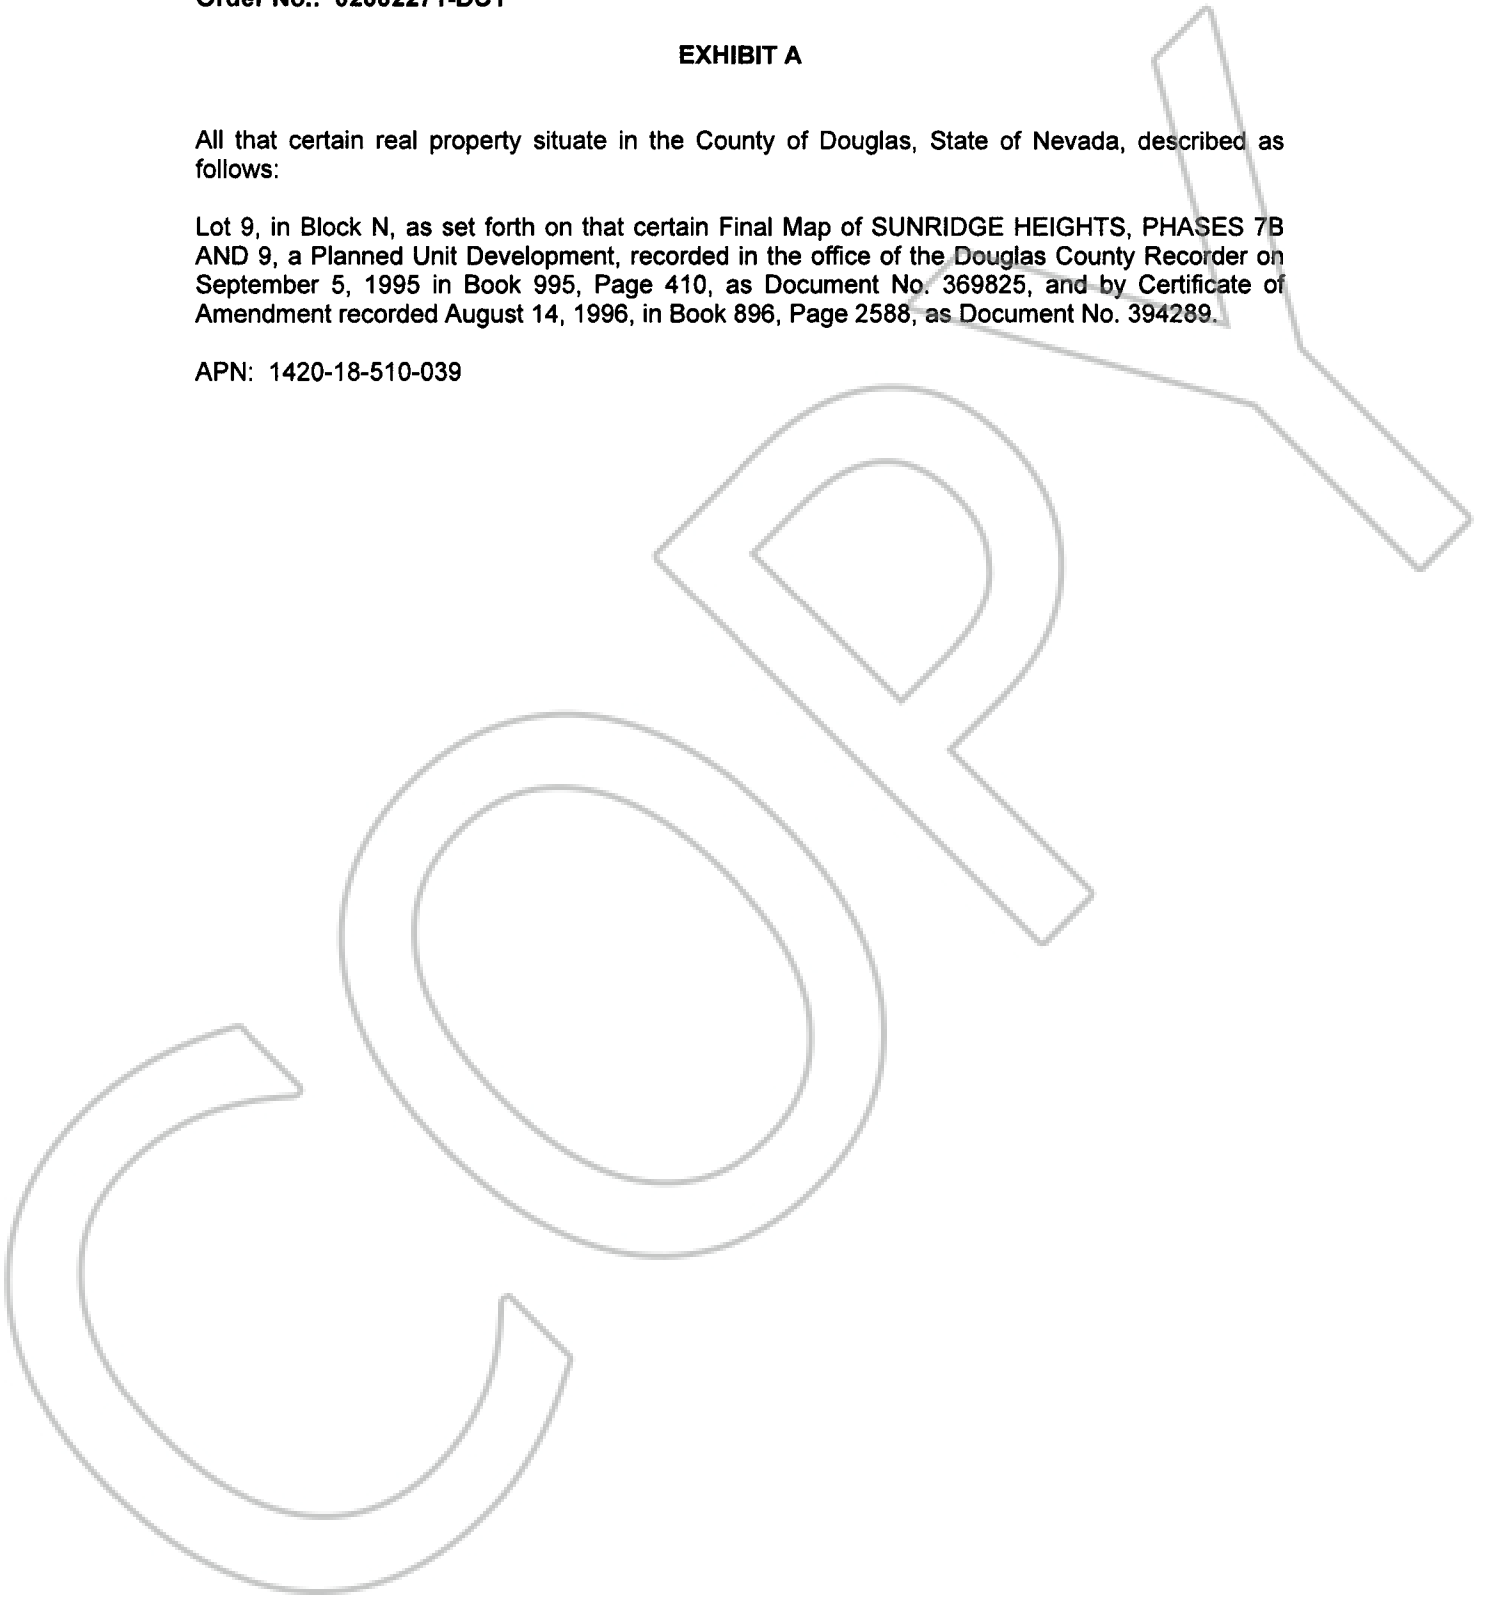 Order No.:
EXHIBIT A
All that certain real property situate in the County of Douglas, State of Nevada, described as
follows:
Lot 9, in Block N, as set forth on that certain Final Map of SUNRIDGE HEIGHTS, PHASES 7B
AND 9, a Planned Unit Development, recorded in the office of the Douglas County Recorder on
September 5, 1995 in Book 995, Page 410, as Document No. 369825, and by Certificate of
Amendment recorded August 14, 1996, in Book 896, Page 2588, as Document No. 394289.
APN: 1420-18-510-039
COPY